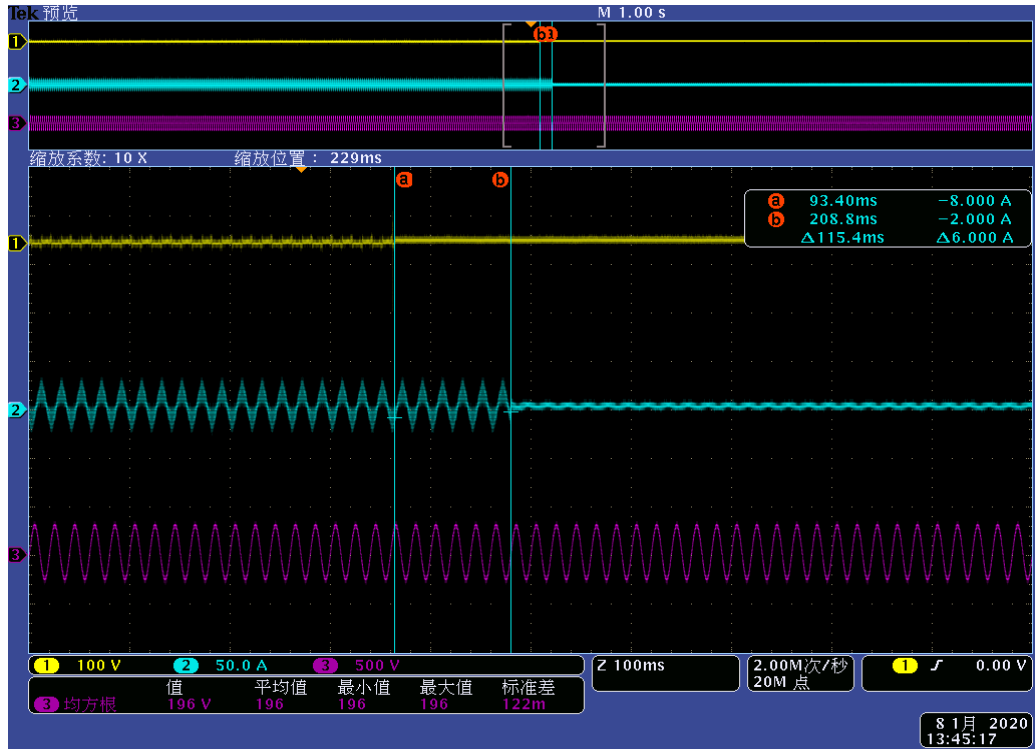 Tek 预览 M 1.00 s
b1
1
2
3
缩放系数: 10 X 缩放位置: 229ms
a b
a 93.40ms -8.000 A
b 208.8ms -2.000 A
Δ115.4ms Δ6.000 A
1
2
3
1 100 V 2 50.0 A 3 500 V Z 100ms 2.00M次/秒 1 ƒ 0.00 V
20M 点
值 平均值 最小值 最大值 标准差
3 均方根 196 V 196 196 196 122m
8 1月 2020
13:45:17